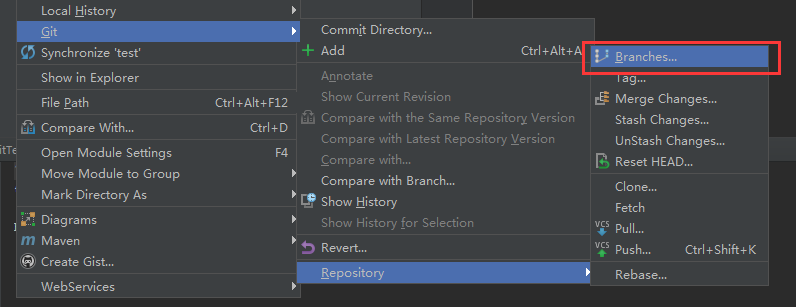 Local History
Git
Synchronize 'test'
Show in Explorer
File Path Ctrl+Alt+F12
Compare With... Ctrl+D
Open Module Settings F4
Move Module to Group
Mark Directory As
Diagrams
Maven
Create Gist...
WebServices
Commit Directory...
Add Ctrl+Alt+A
Annotate
Show Current Revision
Compare with the Same Repository Version
Compare with Latest Repository Version
Compare with...
Compare with Branch...
Show History
Show History for Selection
Revert...
Repository
Branches...
Tag...
Merge Changes...
Stash Changes...
UnStash Changes...
Reset HEAD...
Clone...
Fetch
VCS Pull...
VCS Push... Ctrl+Shift+K
Rebase...